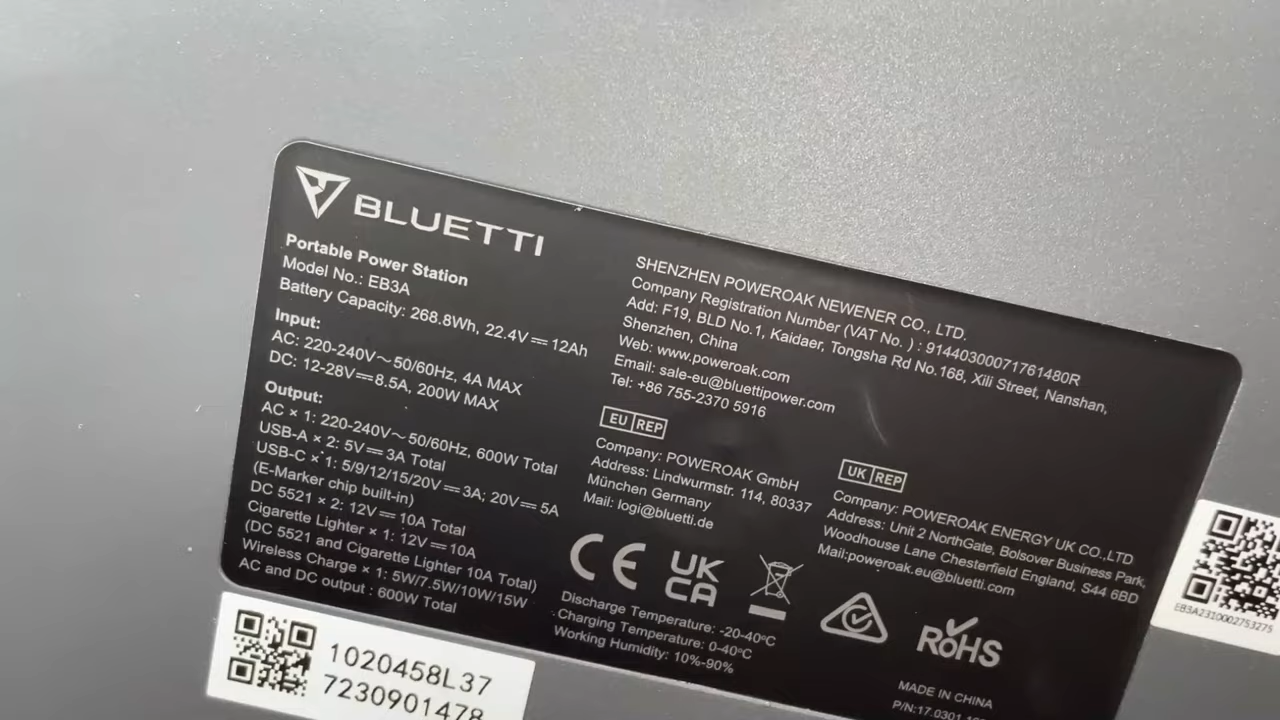 BLUETTI
Portable Power Station
Model No.: EB3A
Battery Capacity: 268.8Wh, 22.4V⎓12Ah
Input:
AC: 220-240V～50/60Hz, 4A MAX
DC: 12-28V⎓8.5A, 200W MAX
Output:
AC × 1: 220-240V～50/60Hz, 600W Total
USB-A × 2: 5V⎓3A Total
USB-C × 1: 5/9/12/15/20V⎓3A; 20V⎓5A
(E-Marker chip built-in)
DC 5521 × 2: 12V⎓10A Total
Cigarette Lighter × 1: 12V⎓10A
(DC 5521 and Cigarette Lighter 10A Total)
Wireless Charge × 1: 5W/7.5W/10W/15W
AC and DC output : 600W Total
SHENZHEN POWEROAK NEWENER CO., LTD.
Company Registration Number (VAT No. ) : 91440300071761480R
Add: F19, BLD No.1, Kaidaer, Tongsha Rd No.168, Xili Street, Nanshan,
Shenzhen, China
Web: www.poweroak.com
Email: sale-eu@bluettipower.com
Tel: +86 755-2370 5916
EU REP
Company: POWEROAK GmbH
Address: Lindwurmstr. 114, 80337
München Germany
Mail: logi@bluetti.de
UK REP
Company: POWEROAK ENERGY UK CO.,LTD
Address: Unit 2 NorthGate, Bolsover Business Park,
Woodhouse Lane Chesterfield England, S44 6BD
Mail:poweroak.eu@bluetti.com
CE
UK
CA
RoHS
Discharge Temperature: -20-40°C
Charging Temperature: 0-40°C
Working Humidity: 10%-90%
MADE IN CHINA
P/N:17.0301.
1020458L37
7230901478
EB3A2310002753275